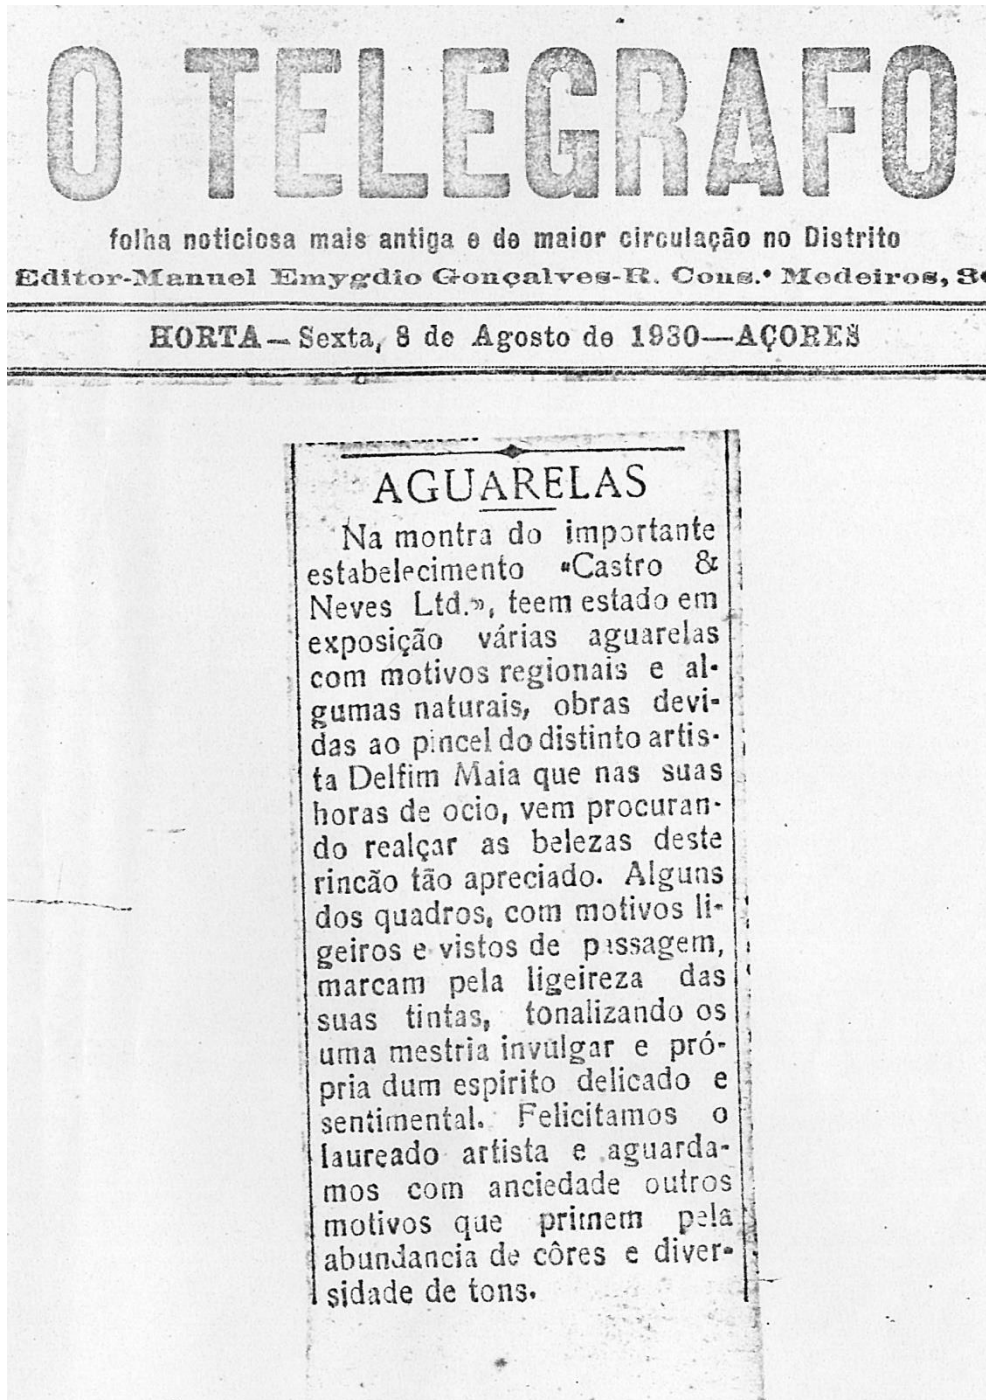 O TELEGRAFO
folha noticiosa mais antiga e de maior circulação no Distrito
Editor-Manuel Emygdio Gonçalves-R. Cons.º Medeiros,
HORTA — Sexta, 8 de Agosto de 1930—AÇORES
AGUARELAS
Na montra do importante
estabelecimento «Castro &
Neves Ltd.», teem estado em
exposição várias aguarelas
com motivos regionais e al-
gumas naturais, obras devi-
das ao pincel do distinto artis-
ta Delfim Maia que nas suas
horas de ocio, vem procuran-
do realçar as belezas deste
rincão tão apreciado. Alguns
dos quadros, com motivos li-
geiros e vistos de passagem,
marcam pela ligeireza das
suas tintas, tonalizando os
uma mestria invulgar e pró-
pria dum espirito delicado e
sentimental. Felicitamos o
laureado artista e aguarda-
mos com anciedade outros
motivos que primem pela
abundancia de côres e diver-
sidade de tons.